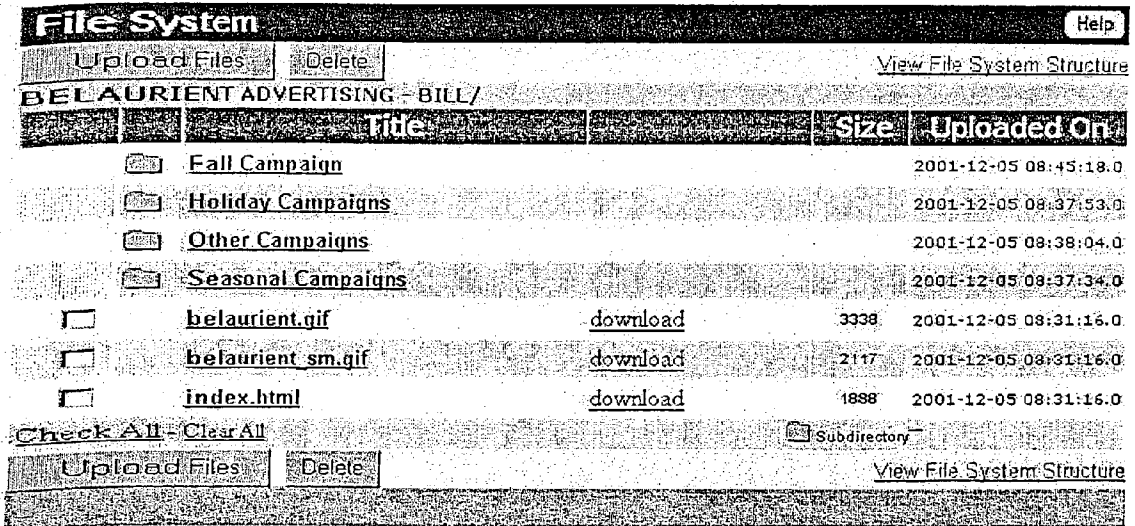 File System Help
Upload Files Delete View File System Structure
BELAURIENT ADVERTISING - BILL/
Title Size Uploaded On
Fall Campaign 2001-12-05 08:45:18.0
Holiday Campaigns 2001-12-05 08:37:53.0
Other Campaigns 2001-12-05 08:38:04.0
Seasonal Campaigns 2001-12-05 08:37:34.0
belaurient.gif download 3338 2001-12-05 08:31:16.0
belaurient_sm.gif download 2117 2001-12-05 08:31:16.0
index.html download 1888 2001-12-05 08:31:16.0
Check All - Clear All Subdirectory
Upload Files Delete View File System Structure